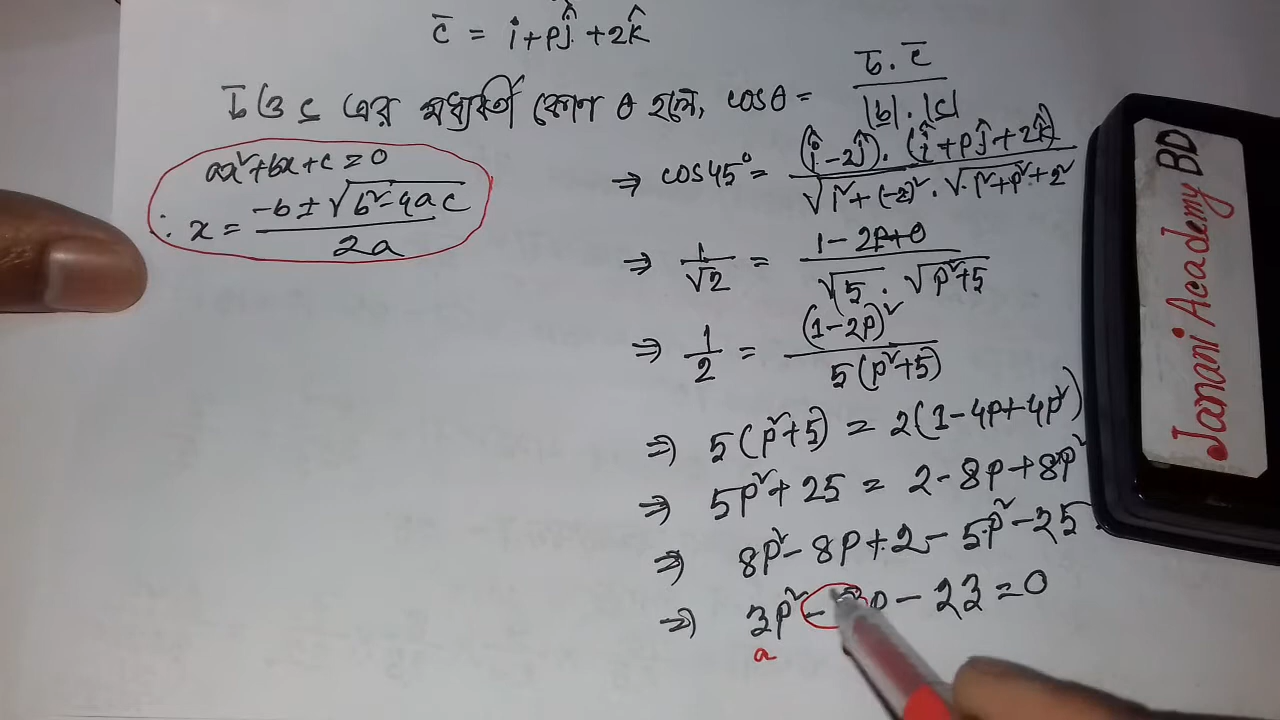 c̅ = i + pĵ + 2k̂
b̅ ও c̲ এর মধ্যবর্তী কোণ θ হলে, cosθ = b̅ . c̅ / |b̲| . |c̲|
ax² + bx + c = 0
∴ x = -b ± √b² - 4ac / 2a
⇒ cos45° = (î - 2ĵ) . (î + pĵ + 2k̂) / √1² + (-2)² . √1² + p² + 2²
⇒ 1/√2 = 1 - 2p + 0 / √5 . √p² + 5
⇒ 1/2 = (1 - 2p)² / 5(p² + 5)
⇒ 5(p² + 5) = 2(1 - 4p + 4p²)
⇒ 5p² + 25 = 2 - 8p + 8p²
⇒ 8p² - 8p + 2 - 5p² - 25
⇒ 3p² - p - 23 = 0
a
Janani Academy BD